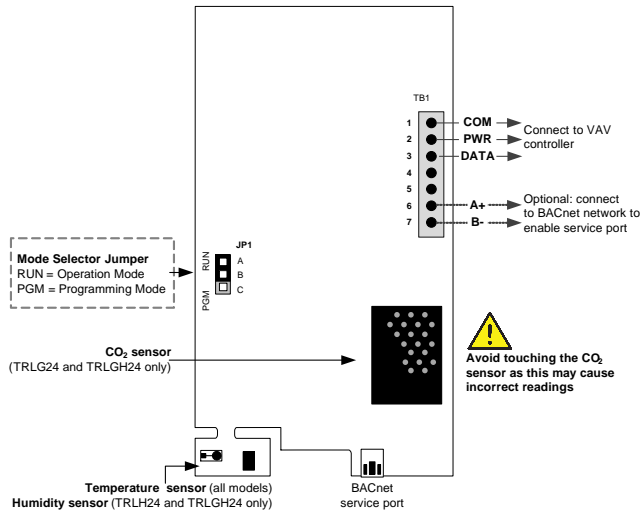 TB1
1 COM
2 PWR
3 DATA
4
5
6 A+
7 B-
Connect to VAV
controller
Optional: connect
to BACnet network to
enable service port
Mode Selector Jumper
RUN = Operation Mode
PGM = Programming Mode
JP1
RUN
PGM
A
B
C
CO₂ sensor
(TRLG24 and TRLGH24 only)
!
Avoid touching the CO₂
sensor as this may cause
incorrect readings
Temperature sensor (all models)
Humidity sensor (TRLH24 and TRLGH24 only)
BACnet
service port